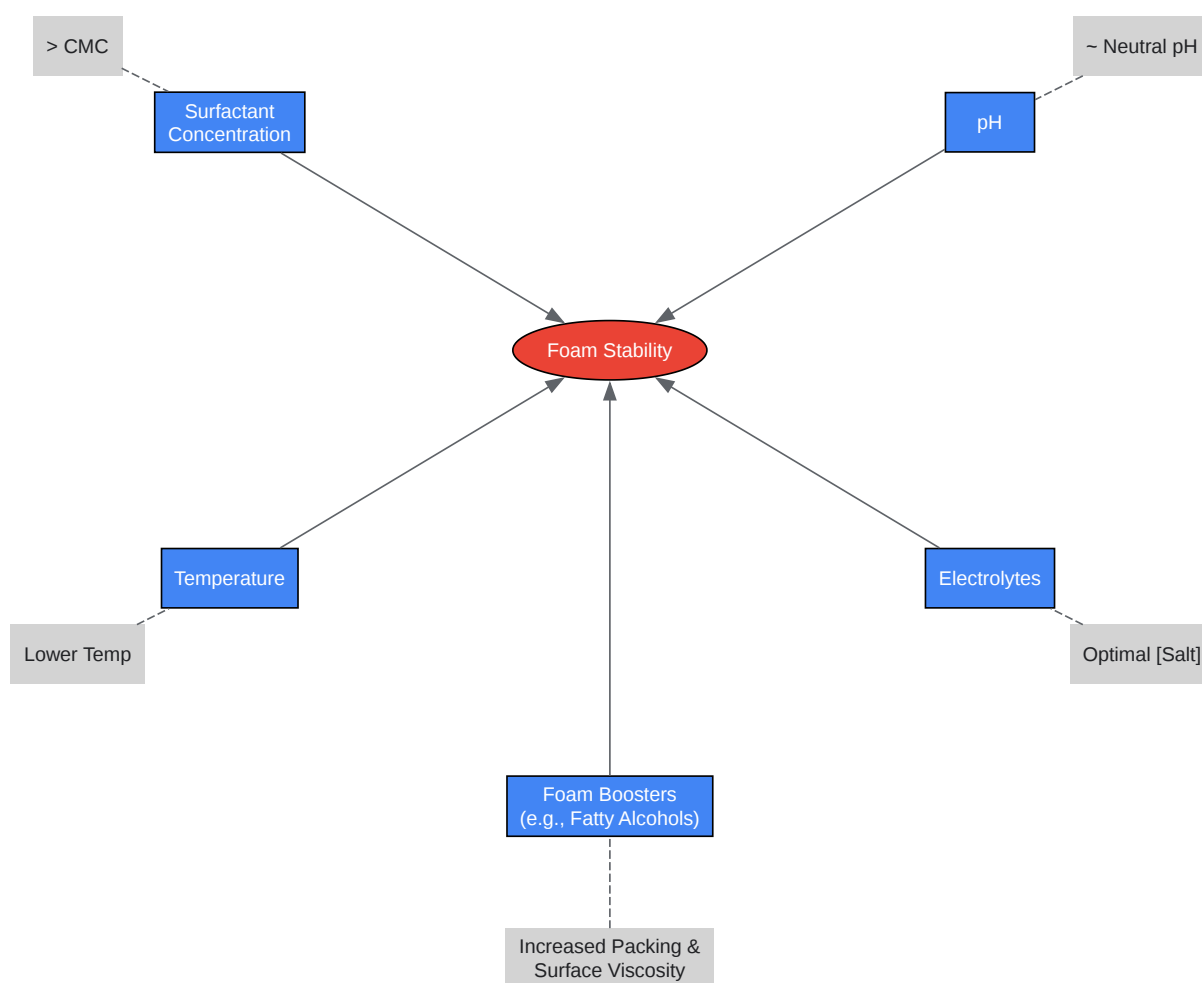 > CMC
~ Neutral pH
Surfactant
Concentration
pH
Foam Stability
Temperature
Electrolytes
Lower Temp
Optimal [Salt]
Foam Boosters
(e.g., Fatty Alcohols)
Increased Packing &
Surface Viscosity